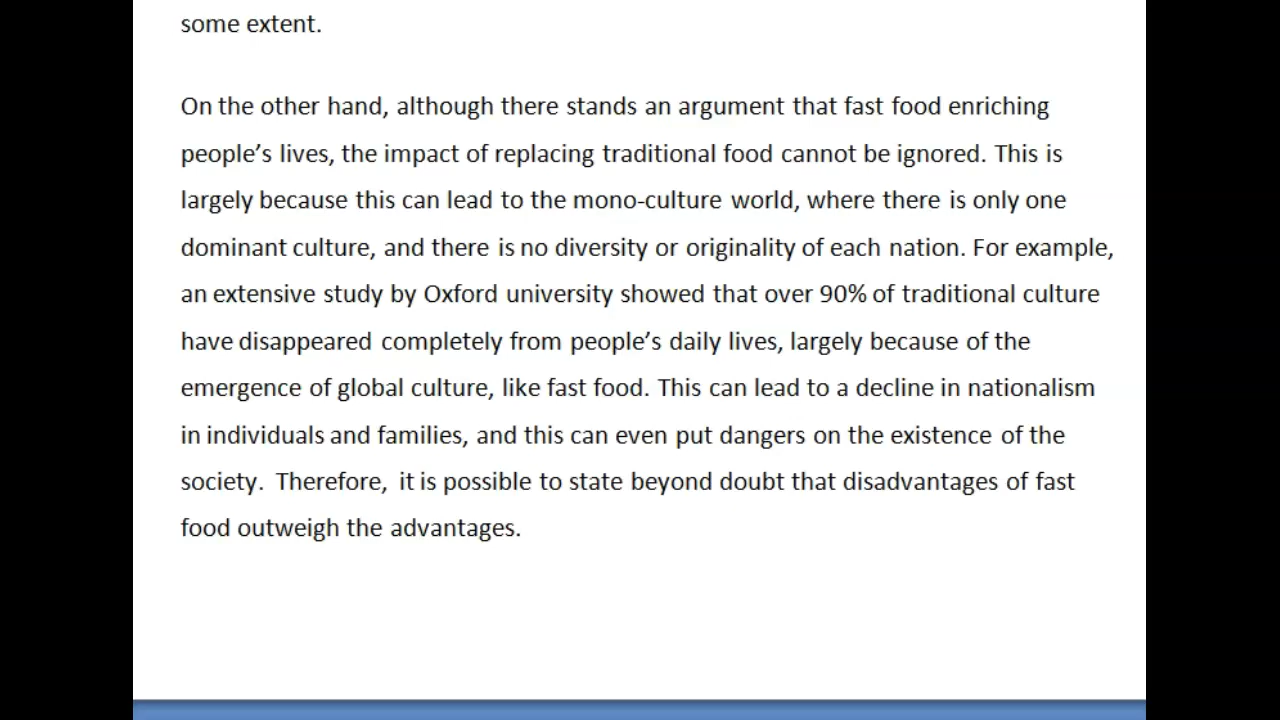 some extent.
On the other hand, although there stands an argument that fast food enriching
people’s lives, the impact of replacing traditional food cannot be ignored. This is
largely because this can lead to the mono-culture world, where there is only one
dominant culture, and there is no diversity or originality of each nation. For example,
an extensive study by Oxford university showed that over 90% of traditional culture
have disappeared completely from people’s daily lives, largely because of the
emergence of global culture, like fast food. This can lead to a decline in nationalism
in individuals and families, and this can even put dangers on the existence of the
society.  Therefore,  it is possible to state beyond doubt that disadvantages of fast
food outweigh the advantages.